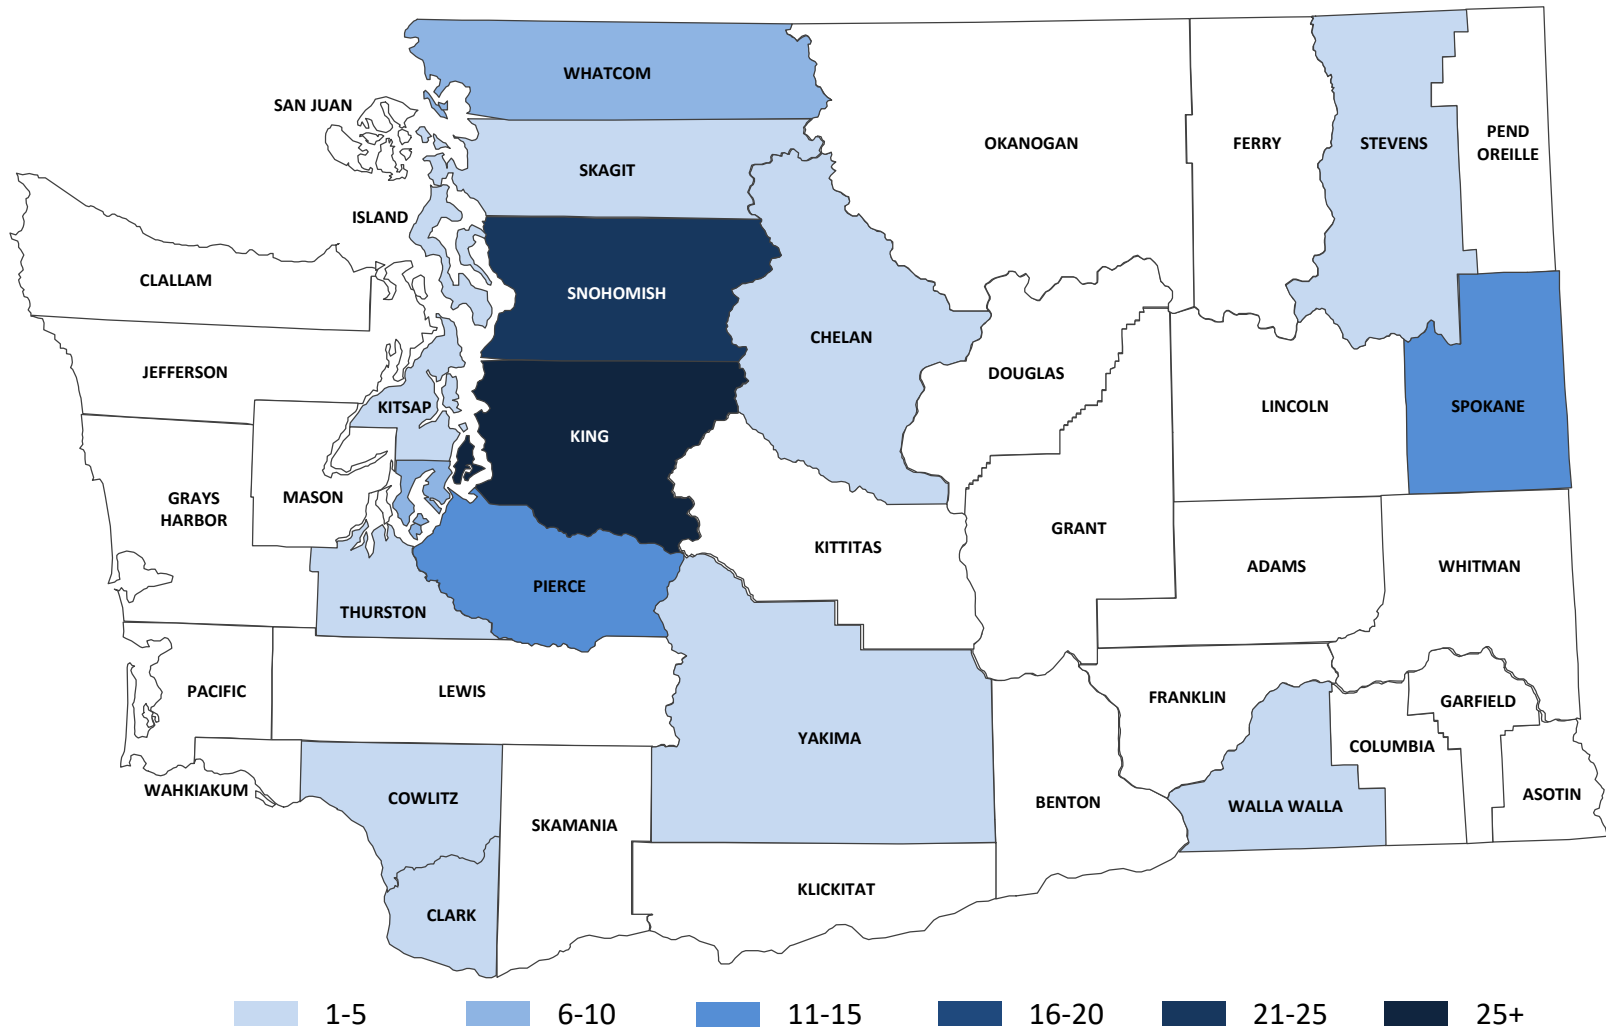 WHATCOM
SAN JUAN
OKANOGAN
FERRY
STEVENS
PEND
OREILLE
SKAGIT
ISLAND
CLALLAM
SNOHOMISH
CHELAN
JEFFERSON
DOUGLAS
KITSAP
LINCOLN
SPOKANE
KING
GRAYS
HARBOR
MASON
GRANT
KITTITAS
ADAMS
WHITMAN
PIERCE
THURSTON
PACIFIC
LEWIS
FRANKLIN
GARFIELD
YAKIMA
COLUMBIA
WAHKIAKUM
COWLITZ
BENTON
WALLA WALLA
ASOTIN
SKAMANIA
KLICKITAT
CLARK
1-5
6-10
11-15
16-20
21-25
25+